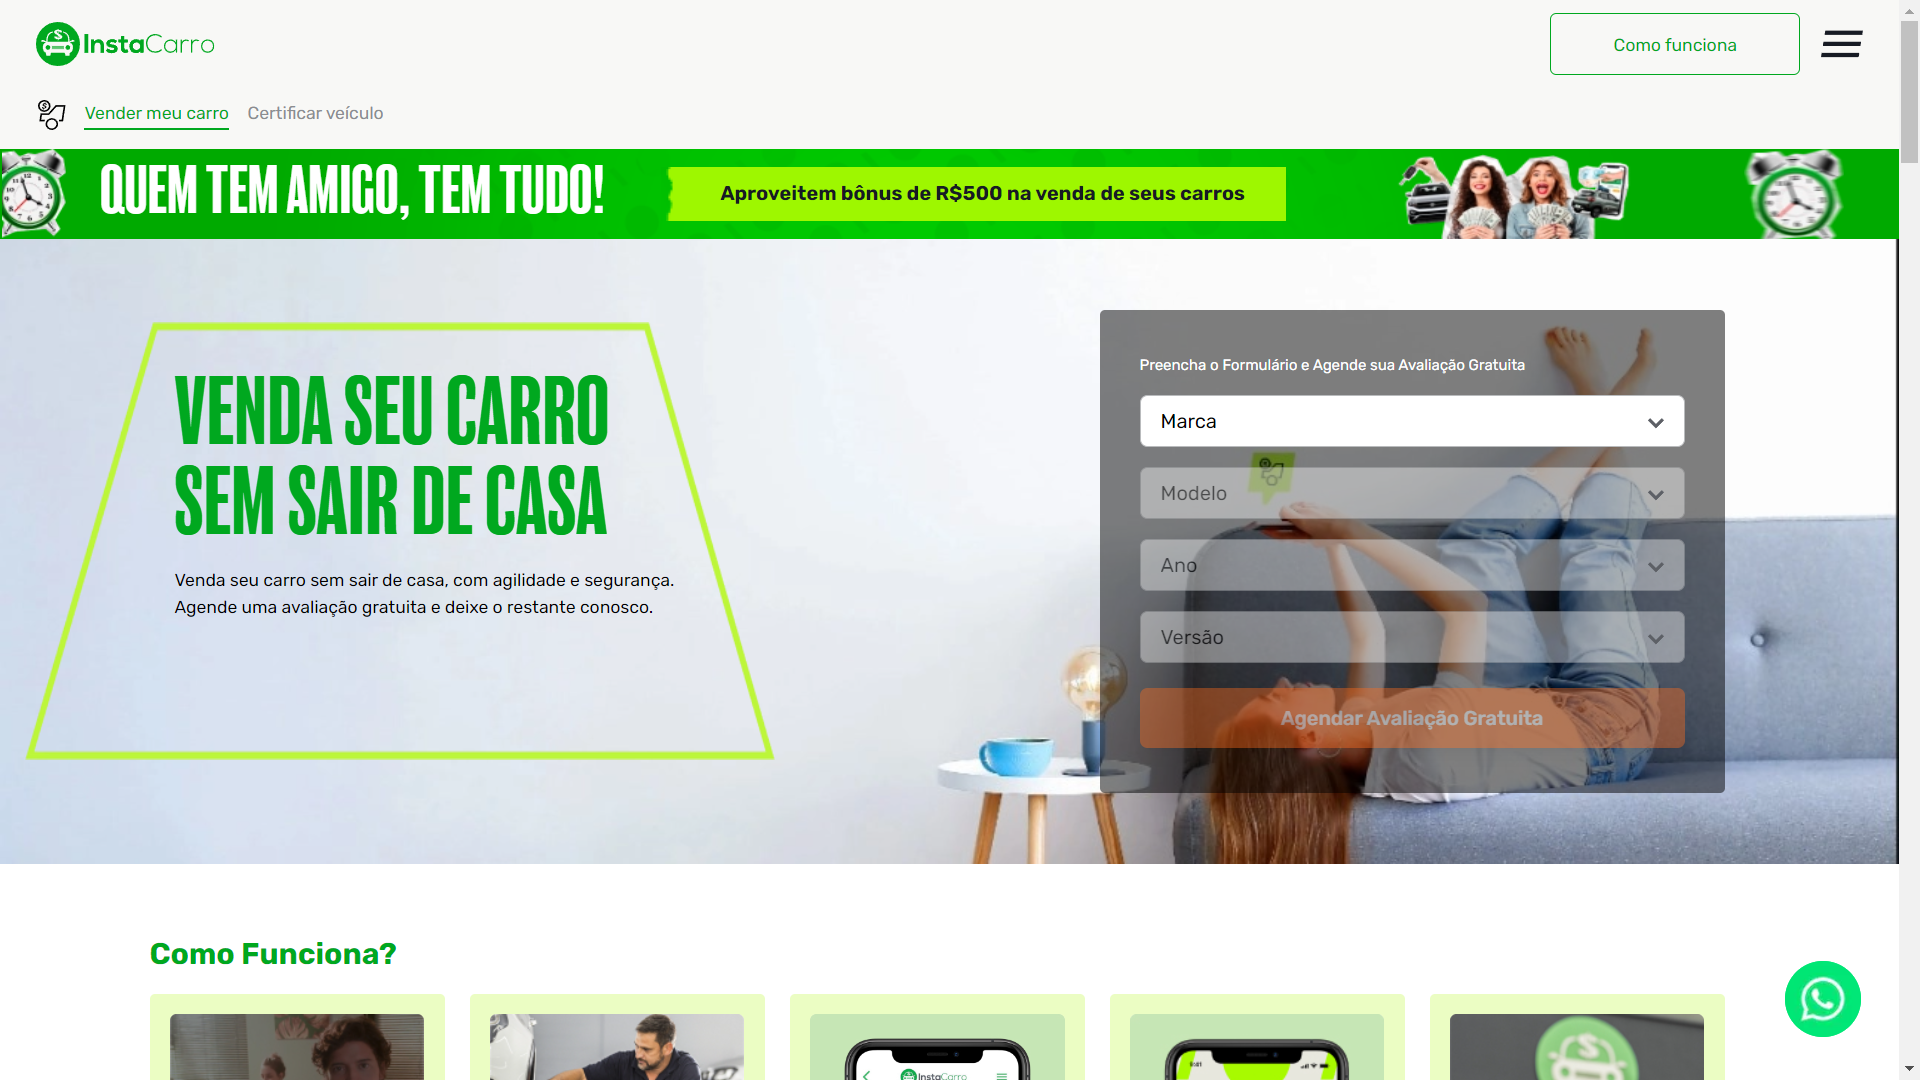 InstaCarro
Como funciona
Vender meu carro
Certificar veículo
QUEM TEM AMIGO, TEM TUDO!
Aproveitem bônus de R$500 na venda de seus carros
VENDA SEU CARRO
SEM SAIR DE CASA
Venda seu carro sem sair de casa, com agilidade e segurança.
Agende uma avaliação gratuita e deixe o restante conosco.
Preencha o Formulário e Agende sua Avaliação Gratuita
Marca
Modelo
Ano
Versão
Agendar Avaliação Gratuita
Como Funciona?
InstaCarro
9:41